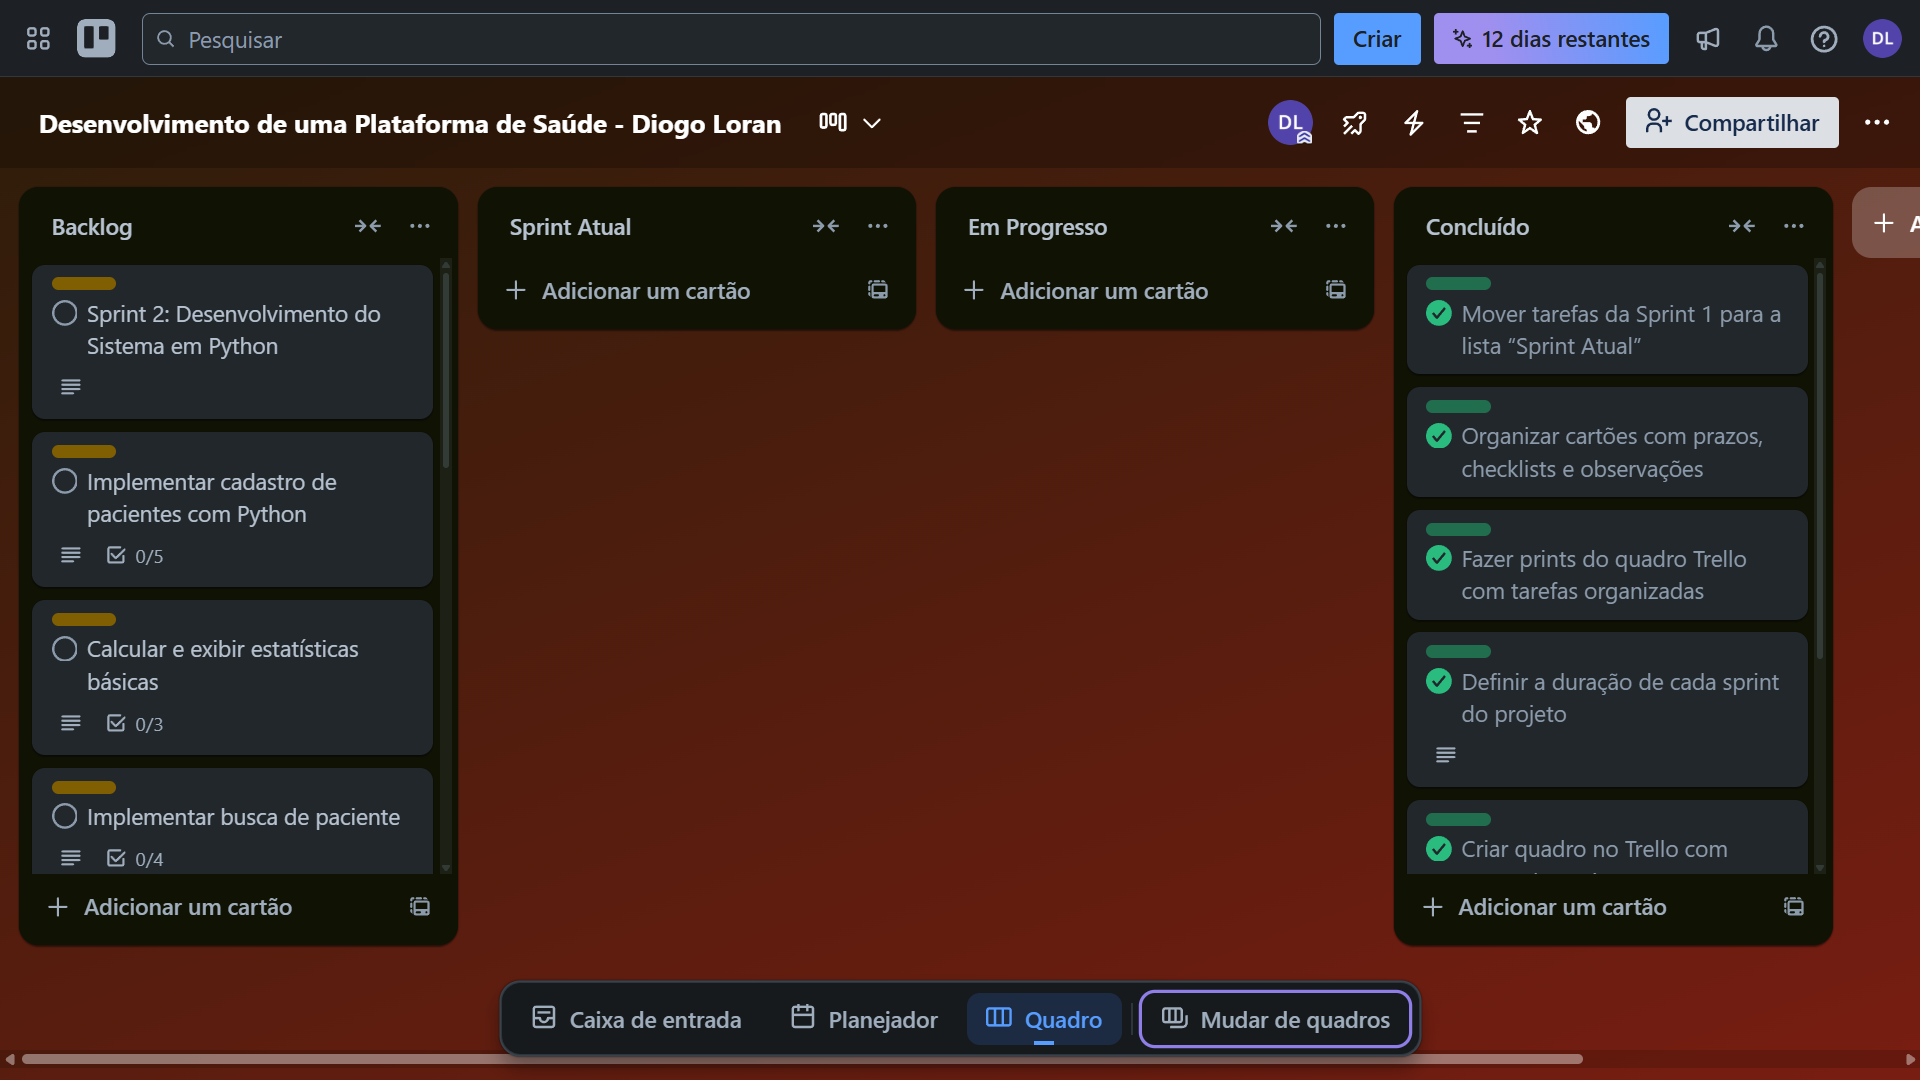 Pesquisar
Criar
12 dias restantes
DL
Desenvolvimento de uma Plataforma de Saúde - Diogo Loran
DL
Compartilhar
Backlog
Sprint 2: Desenvolvimento do
Sistema em Python
Implementar cadastro de
pacientes com Python
0/5
Calcular e exibir estatísticas
básicas
0/3
Implementar busca de paciente
0/4
Adicionar um cartão
Sprint Atual
Adicionar um cartão
Em Progresso
Adicionar um cartão
Concluído
Mover tarefas da Sprint 1 para a
lista “Sprint Atual”
Organizar cartões com prazos,
checklists e observações
Fazer prints do quadro Trello
com tarefas organizadas
Definir a duração de cada sprint
do projeto
Criar quadro no Trello com
Adicionar um cartão
Caixa de entrada
Planejador
Quadro
Mudar de quadros